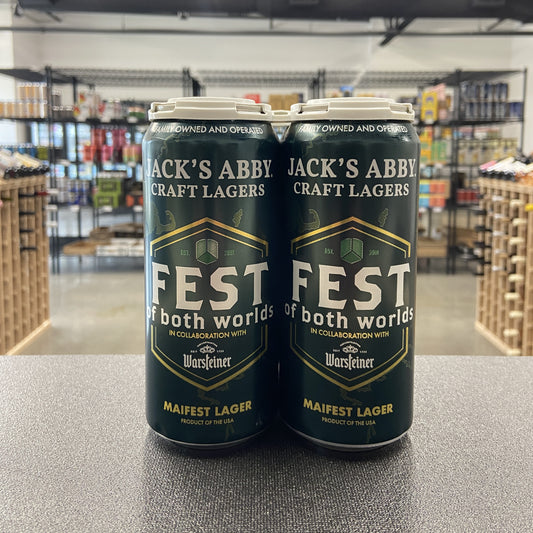 FAMILY OWNED AND OPERATED
JACK'S ABBY
CRAFT LAGERS
EST. 2011
FEST
of both worlds
IN COLLABORATION WITH
Warsteiner
MAIFEST LAGER
PRODUCT OF THE USA
FAMILY OWNED AND OPERATED
JACK'S ABBY
CRAFT LAGERS
FEST
of both worlds
IN COLLABORATION WITH
Warsteiner
MAIFEST LAGER
PRODUCT OF THE USA